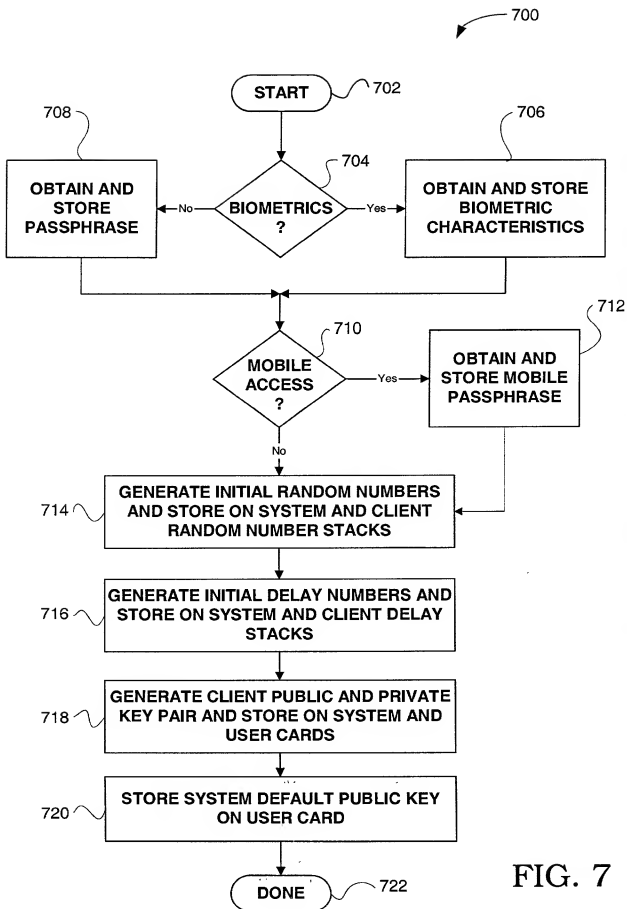 700
START
702
708
706
704
OBTAIN AND
STORE
PASSPHRASE
No
BIOMETRICS
?
Yes
OBTAIN AND STORE
BIOMETRIC
CHARACTERISTICS
710
712
MOBILE
ACCESS
?
Yes
OBTAIN AND
STORE MOBILE
PASSPHRASE
No
714
GENERATE INITIAL RANDOM NUMBERS
AND STORE ON SYSTEM AND CLIENT
RANDOM NUMBER STACKS
716
GENERATE INITIAL DELAY NUMBERS AND
STORE ON SYSTEM AND CLIENT DELAY
STACKS
718
GENERATE CLIENT PUBLIC AND PRIVATE
KEY PAIR AND STORE ON SYSTEM AND
USER CARDS
720
STORE SYSTEM DEFAULT PUBLIC KEY
ON USER CARD
DONE
722
FIG. 7